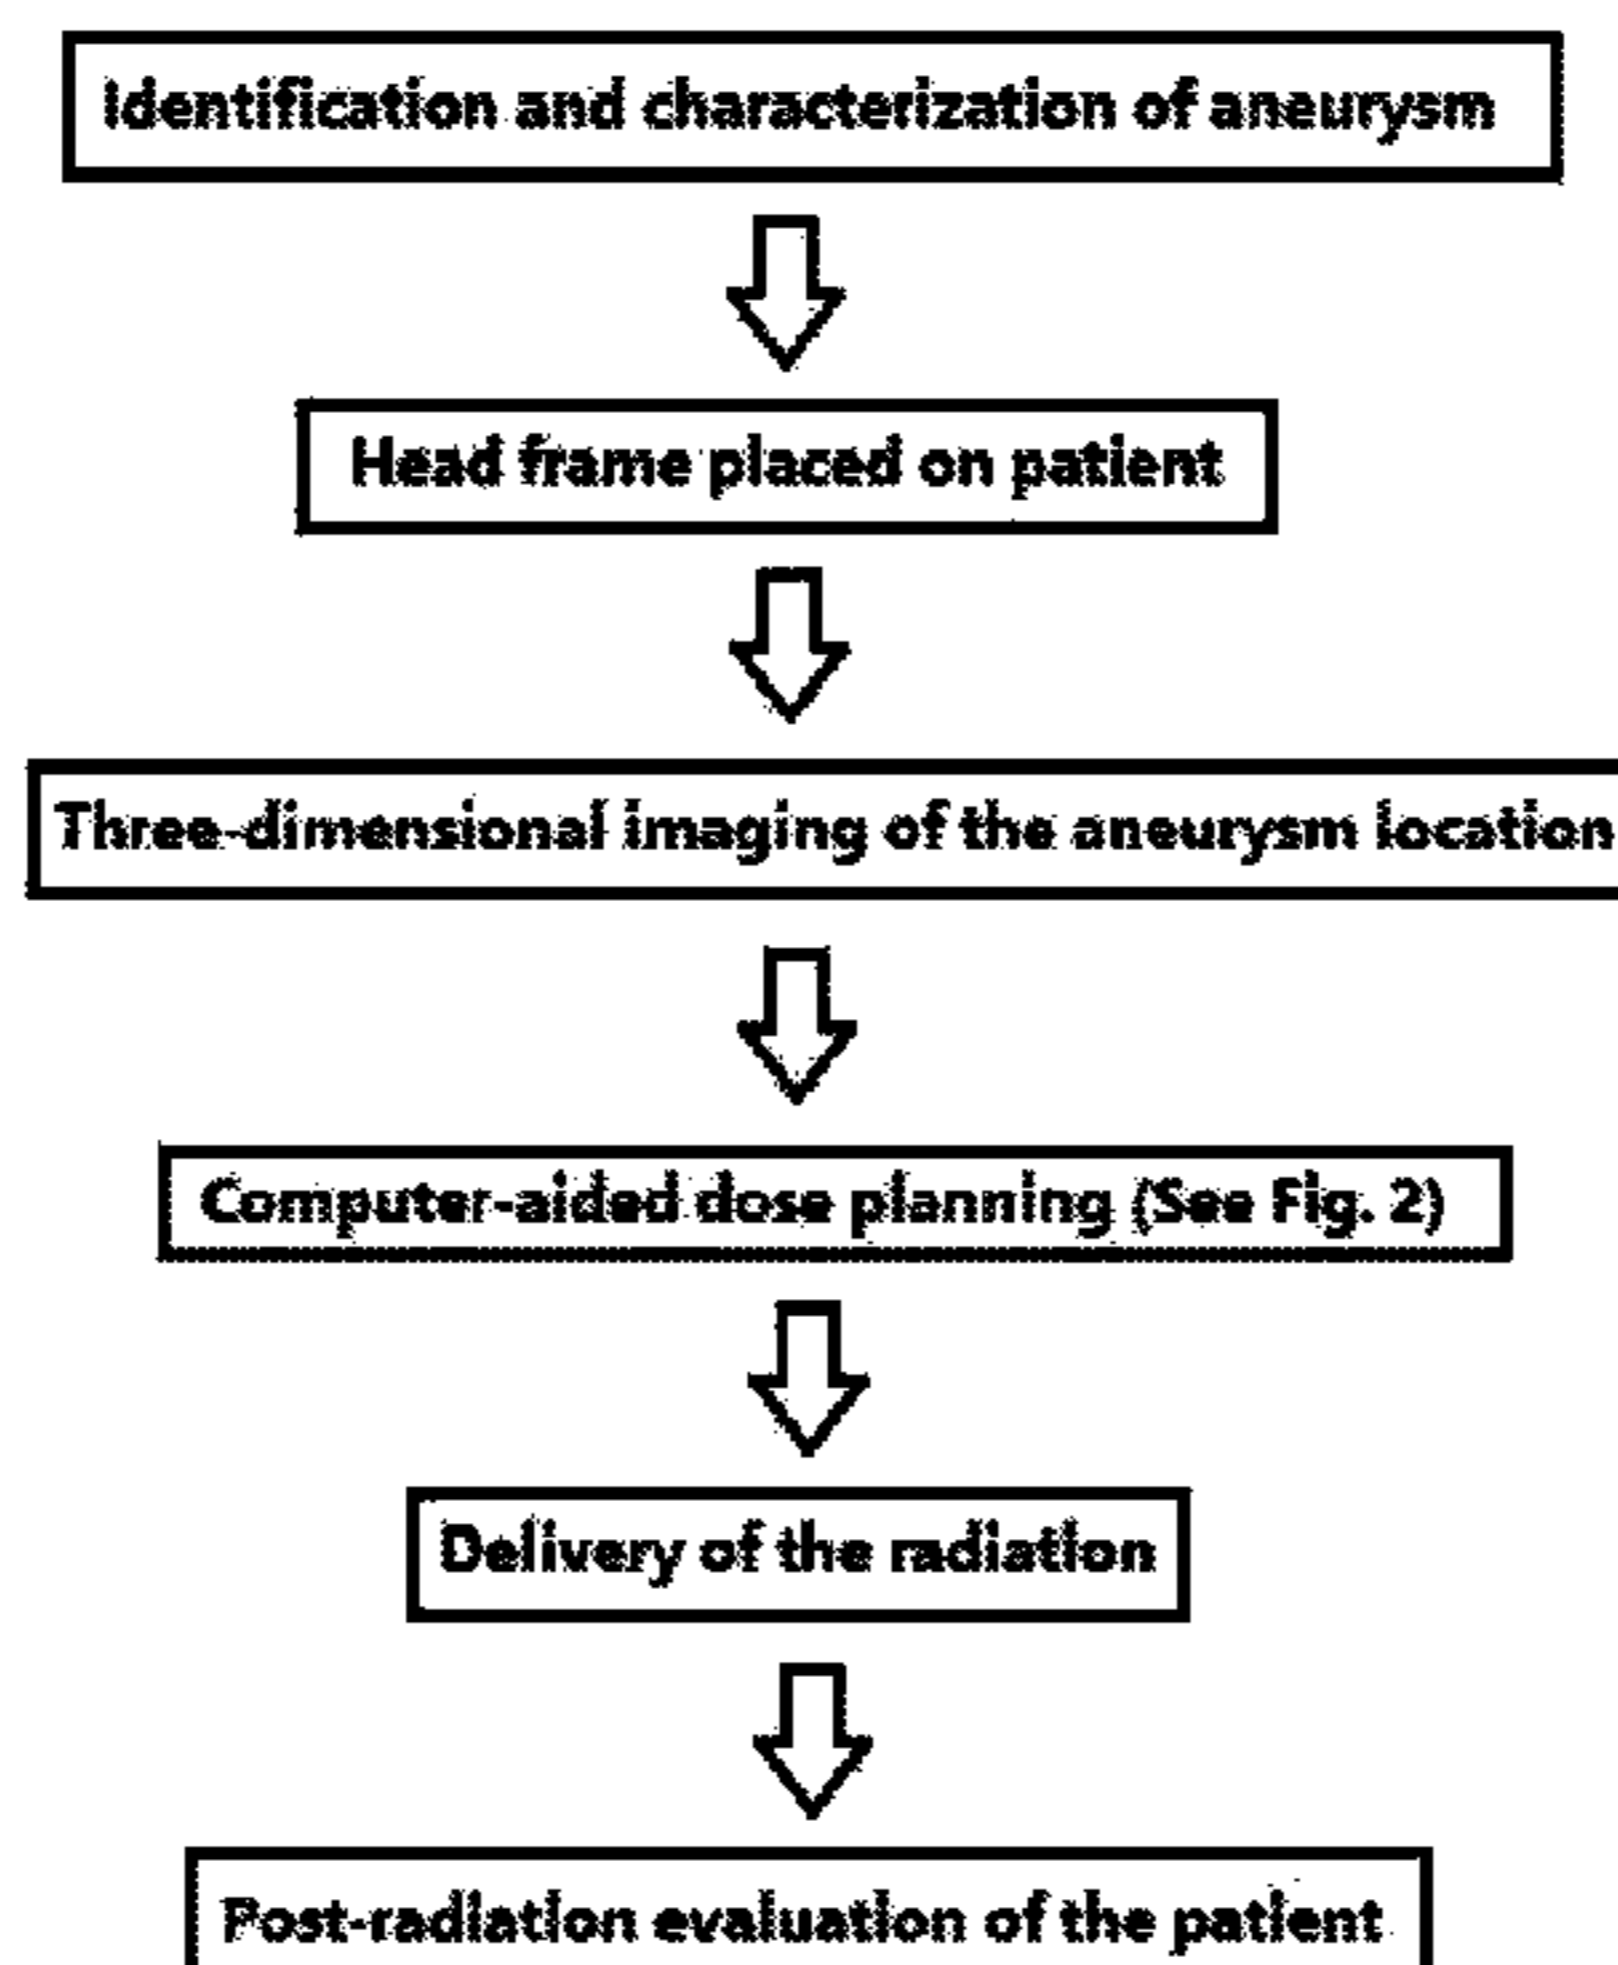 Identification and characterization of aneurysm
Head frame placed on patient
Three-dimensional imaging of the aneurysm location
Computer-aided dose planning (See Fig. 2)
Delivery of the radiation
Post-radiation evaluation of the patient